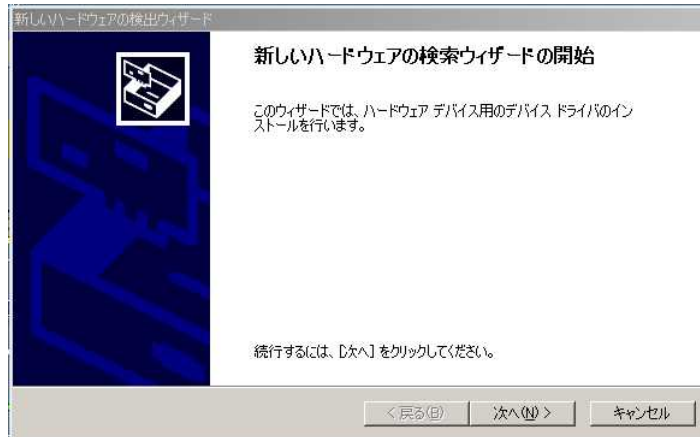 新しいハードウェアの検出ウィザード
新しいハードウェアの検索ウィザードの開始
このウィザードでは、ハードウェア デバイス用のデバイス ドライバのイン
ストールを行います。
続行するには、[次へ] をクリックしてください。
< 戻る(B)
次へ(N) >
キャンセル